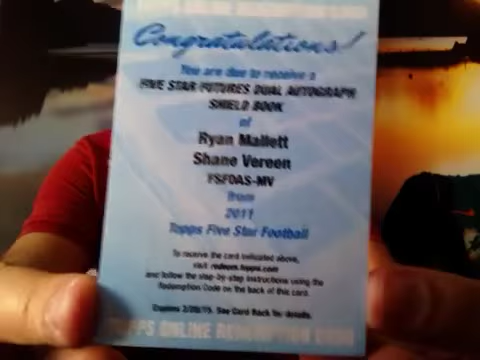 Congratulations!
You are due to receive a
FIVE STAR FUTURES DUAL AUTOGRAPH
SHIELD BOOK
of
Ryan Mallett
Shane Vereen
FSFDAS-MV
from
2011
Topps Five Star Football
To receive the card indicated above,
visit redeem.topps.com
and follow the step-by-step instructions using the
Redemption Code on the back of this card.
See Card Back for details.
TOPPS ONLINE REDEMPTION CARD